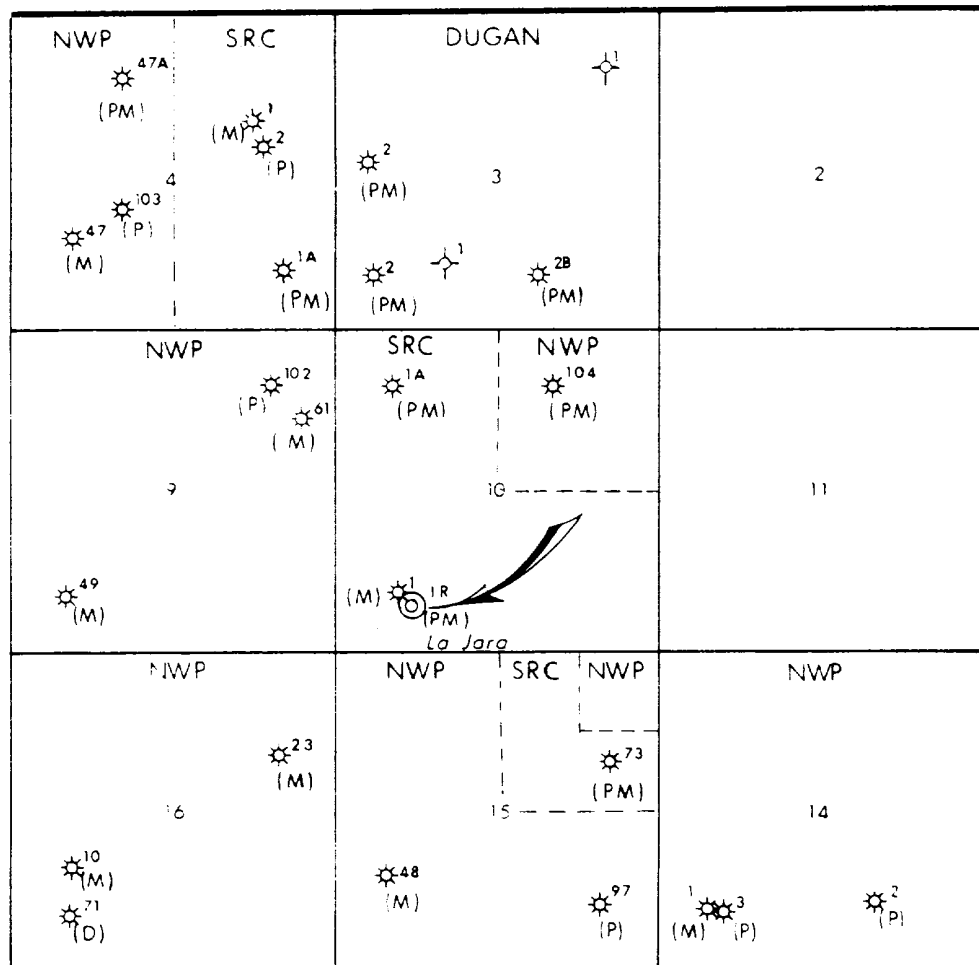 NWP SRC DUGAN
47A 1
1
(PM) (M) 2
(P) 2
4 (PM) 3 2
103
47 (P)
(M) 1A 1
2 2B
(PM) (PM) (PM)
NWP SRC NWP
102 1A 104
(P) 61 (PM) (PM)
(M)
9 10 11
49 (M) 1 1R
(M) (PM)
La Jara
NWP NWP SRC NWP NWP
23 73
(M) (PM)
16 15 14
10 48
(M) (M)
71 97 1 3 2
(D) (P) (M) (P) (P)